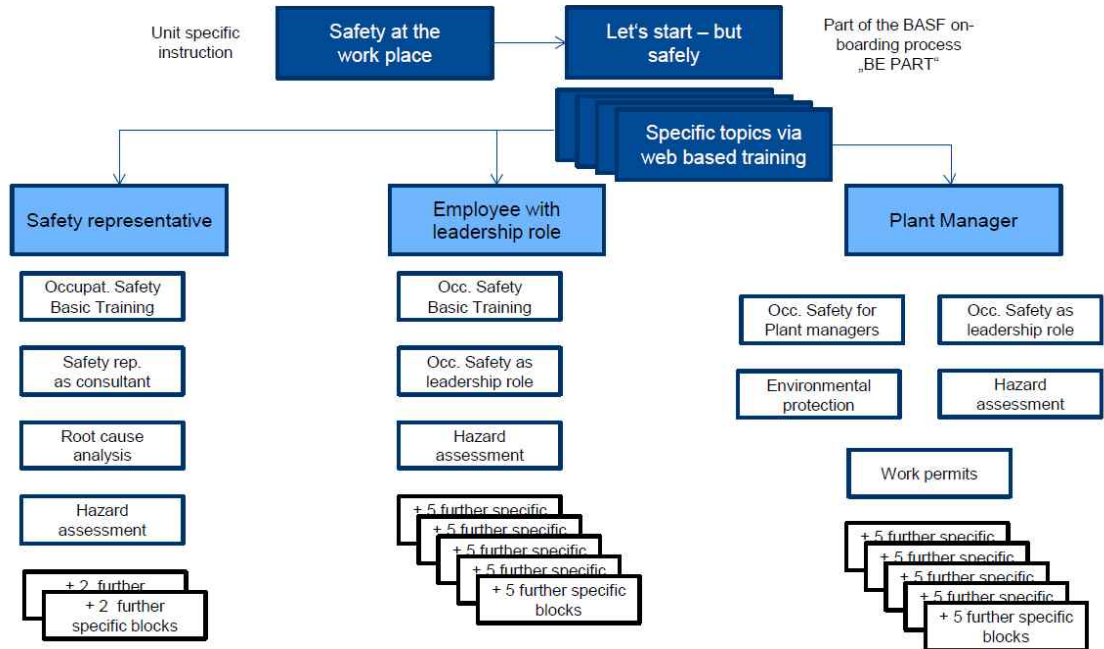 Unit specific
instruction
Safety at the
work place
Let's start – but
safely
Part of the BASF on-
boarding process
„BE PART“
Specific topics via
web based training
Safety representative
Employee with
leadership role
Plant Manager
Occupat. Safety
Basic Training
Safety rep.
as consultant
Root cause
analysis
Hazard
assessment
+ 2 further
+ 2 further
specific blocks
Occ. Safety
Basic Training
Occ. Safety as
leadership role
Hazard
assessment
+ 5 further specific
+ 5 further specific
+ 5 further specific
+ 5 further specific
+ 5 further specific
blocks
Occ. Safety for
Plant managers
Occ. Safety as
leadership role
Environmental
protection
Hazard
assessment
Work permits
+ 5 further specific
+ 5 further specific
+ 5 further specific
+ 5 further specific
+ 5 further specific
blocks